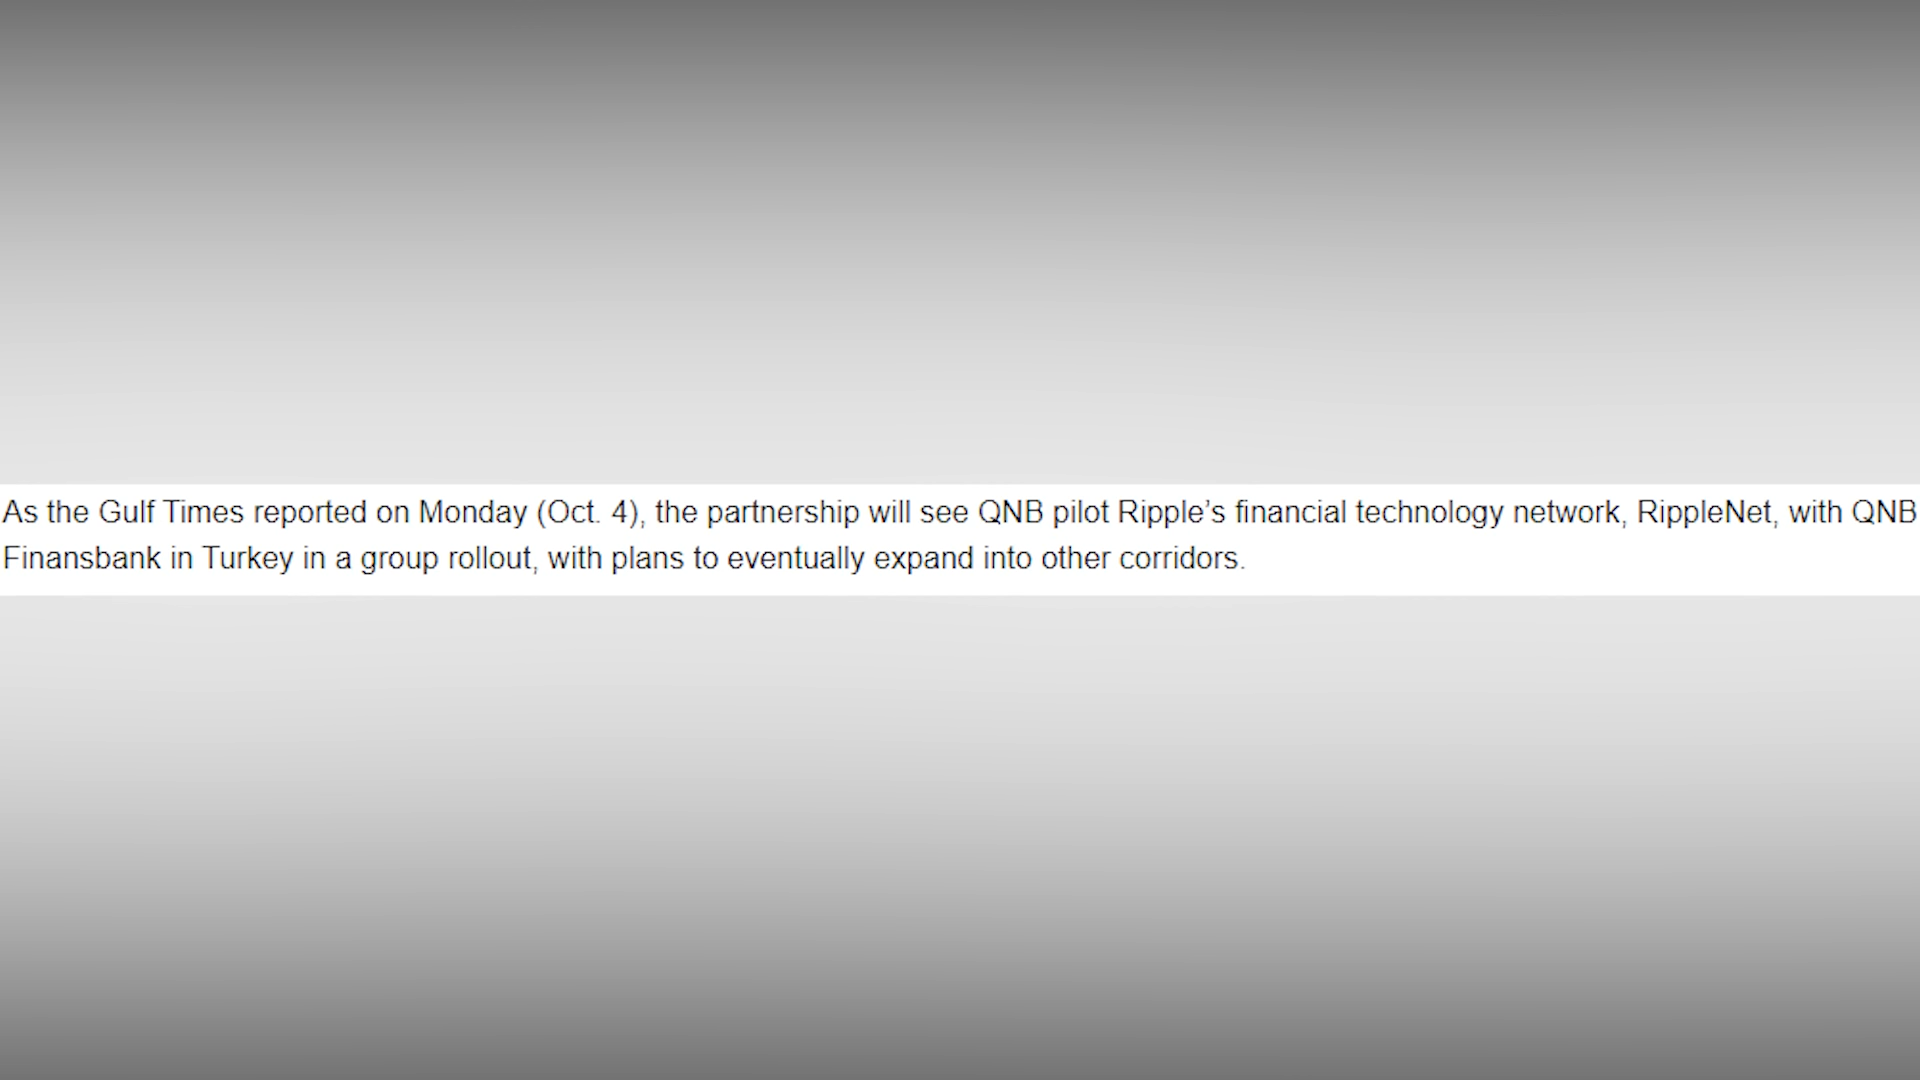 As the Gulf Times reported on Monday (Oct. 4), the partnership will see QNB pilot Ripple’s financial technology network, RippleNet, with QNB
Finansbank in Turkey in a group rollout, with plans to eventually expand into other corridors.